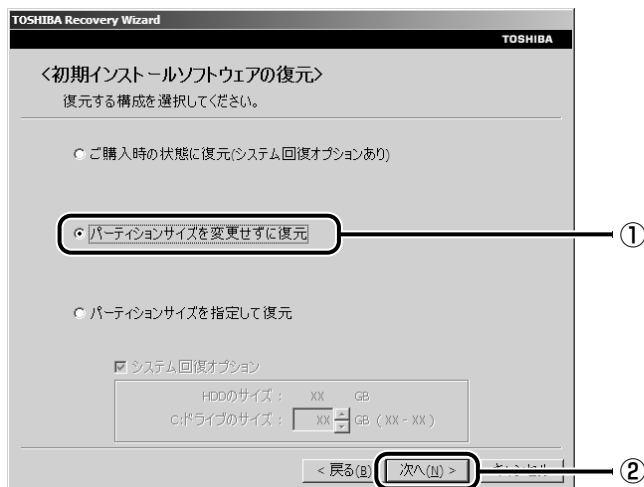 TOSHIBA Recovery Wizard
TOSHIBA
<初期インストールソフトウェアの復元>
復元する構成を選択してください。
ご購入時の状態に復元(システム回復オプションあり)
パーティションサイズを変更せずに復元
①
パーティションサイズを指定して復元
システム回復オプション
HDDのサイズ： XX GB
C:ドライブのサイズ： XX GB ( XX - XX )
< 戻る(B) 次へ(N) > キャンセル
②